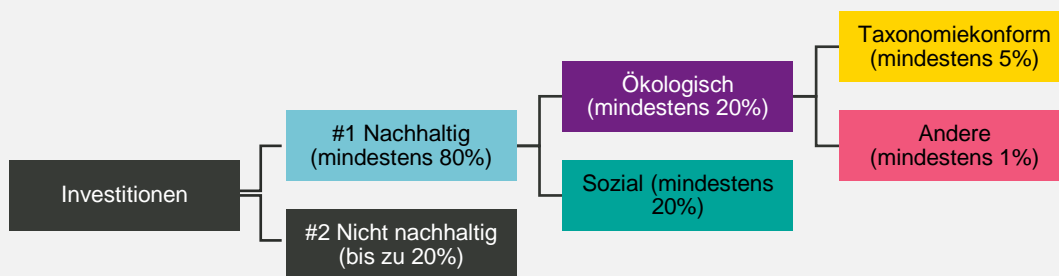 Investitionen
#1 Nachhaltig
(mindestens 80%)
#2 Nicht nachhaltig
(bis zu 20%)
Ökologisch
(mindestens 20%)
Sozial (mindestens
20%)
Taxonomiekonform
(mindestens 5%)
Andere
(mindestens 1%)